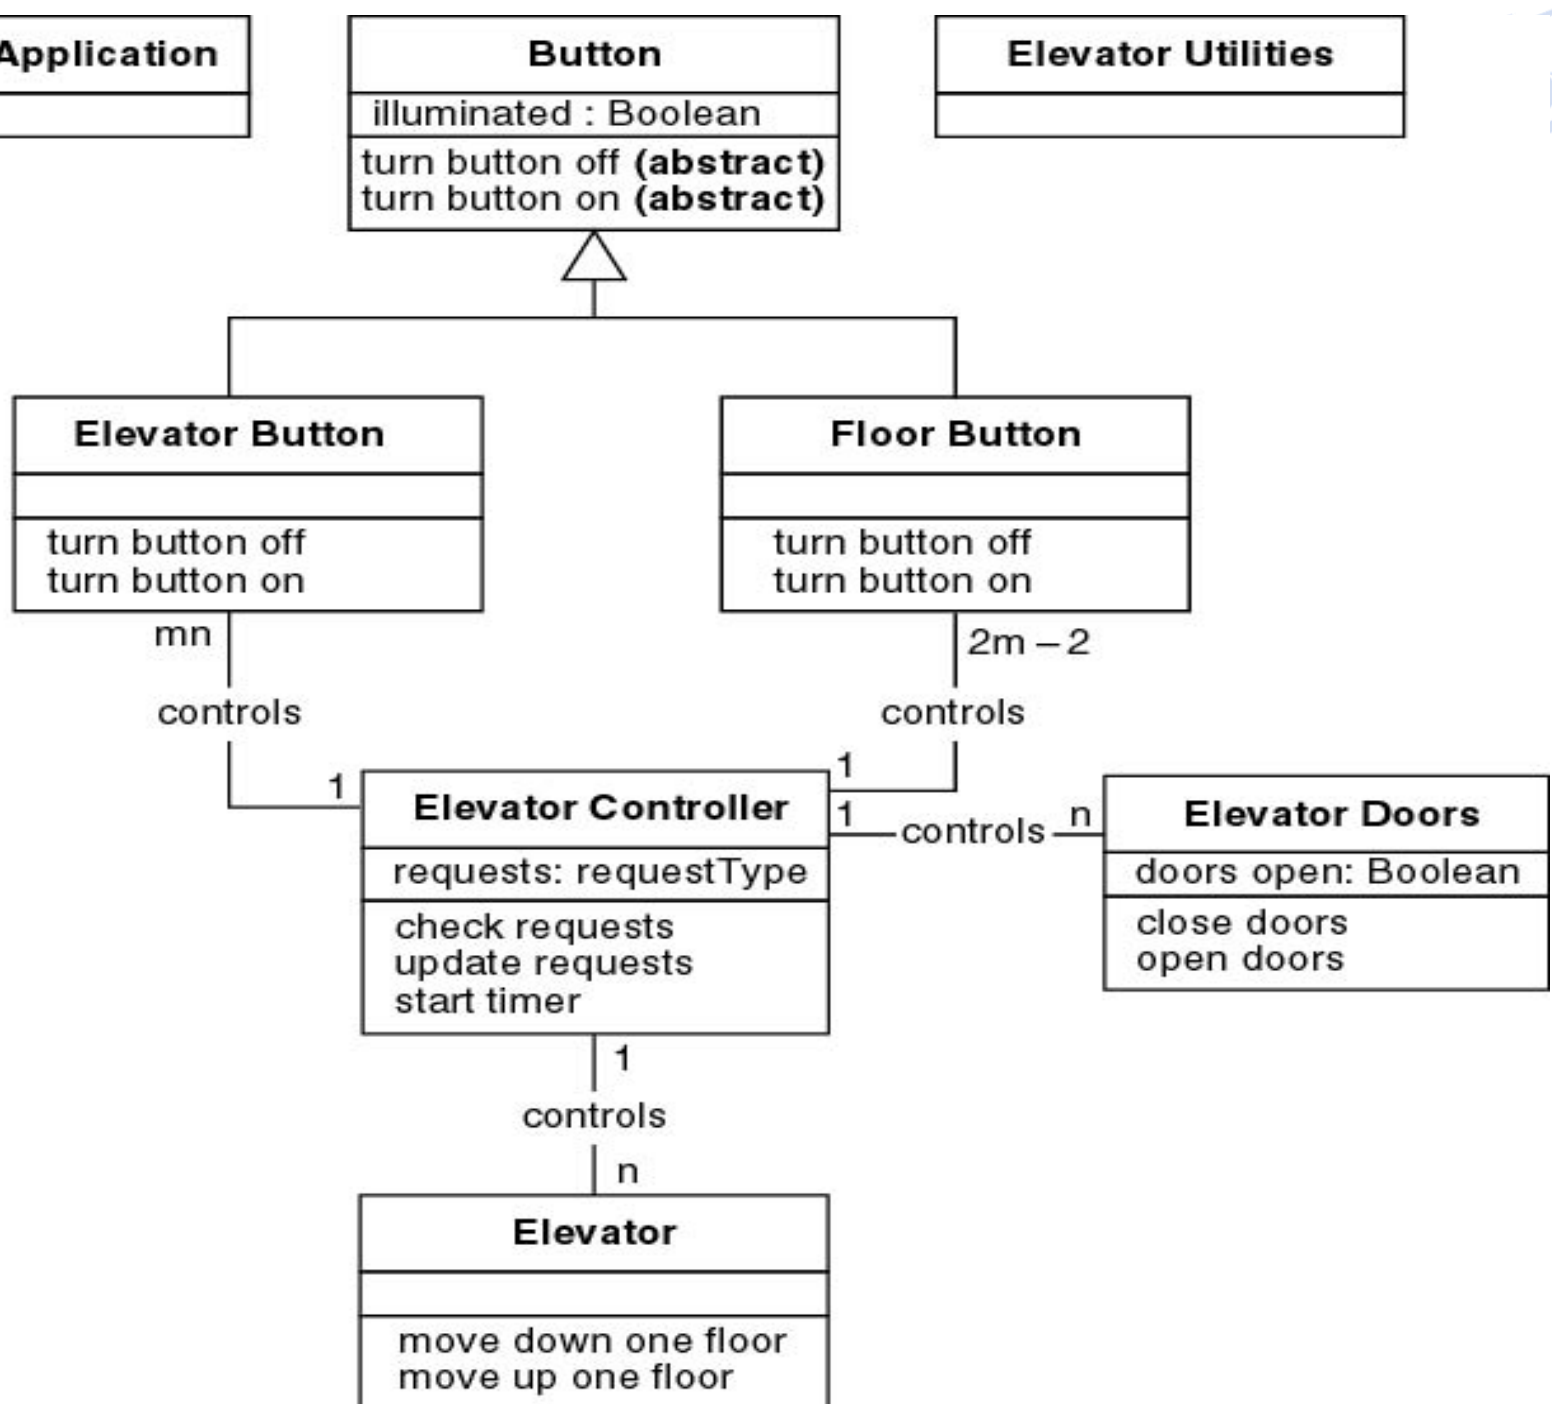 Application
Button
illuminated : Boolean
turn button off (abstract)
turn button on (abstract)
Elevator Utilities
Elevator Button
turn button off
turn button on
Floor Button
turn button off
turn button on
mn
controls
1
2m – 2
controls
1
Elevator Controller
requests: requestType
check requests
update requests
start timer
1
controls
n
Elevator Doors
doors open: Boolean
close doors
open doors
1
controls
n
Elevator
move down one floor
move up one floor